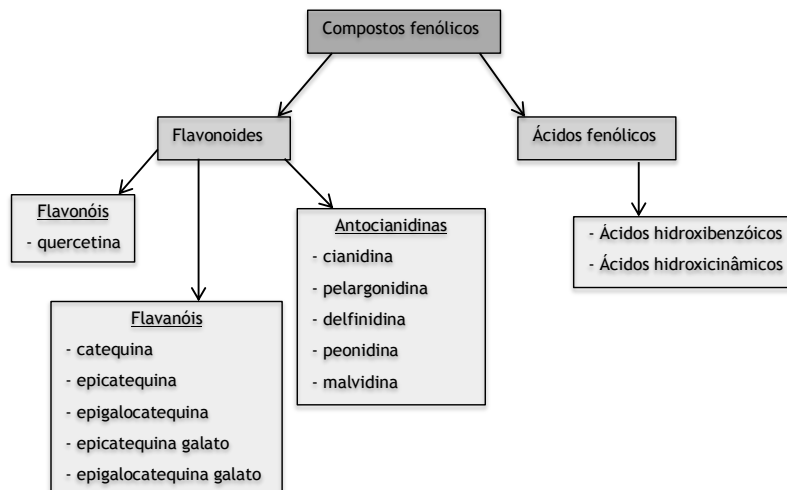 Compostos fenólicos
Flavonoides
Ácidos fenólicos
Flavonóis
- quercetina
Flavanóis
- catequina
- epicatequina
- epigalocatequina
- epicatequina galato
- epigalocatequina galato
Antocianidinas
- cianidina
- pelargonidina
- delfinidina
- peonidina
- malvidina
- Ácidos hidroxibenzóicos
- Ácidos hidroxicinâmicos